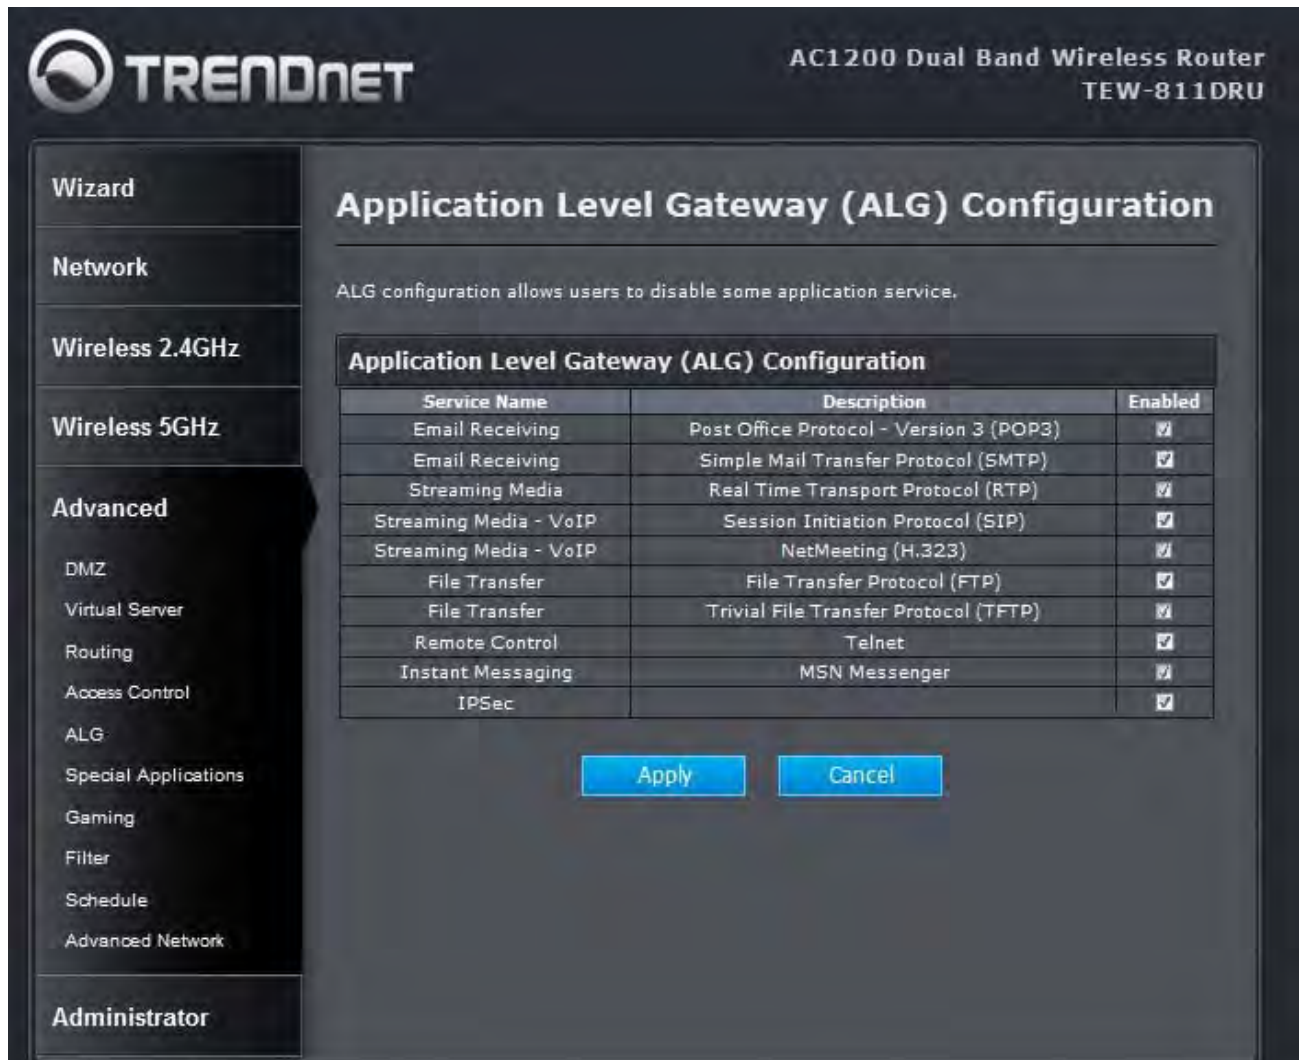 TRENDNET
AC1200 Dual Band Wireless Router
TEW-811DRU
Wizard
Network
Wireless 2.4GHz
Wireless 5GHz
Advanced
DMZ
Virtual Server
Routing
Access Control
ALG
Special Applications
Gaming
Filter
Schedule
Advanced Network
Administrator
Application Level Gateway (ALG) Configuration
ALG configuration allows users to disable some application service.
Application Level Gateway (ALG) Configuration
Service Name Description Enabled
Email Receiving Post Office Protocol - Version 3 (POP3)
Email Receiving Simple Mail Transfer Protocol (SMTP)
Streaming Media Real Time Transport Protocol (RTP)
Streaming Media - VoIP Session Initiation Protocol (SIP)
Streaming Media - VoIP NetMeeting (H.323)
File Transfer File Transfer Protocol (FTP)
File Transfer Trivial File Transfer Protocol (TFTP)
Remote Control Telnet
Instant Messaging MSN Messenger
IPSec
Apply Cancel